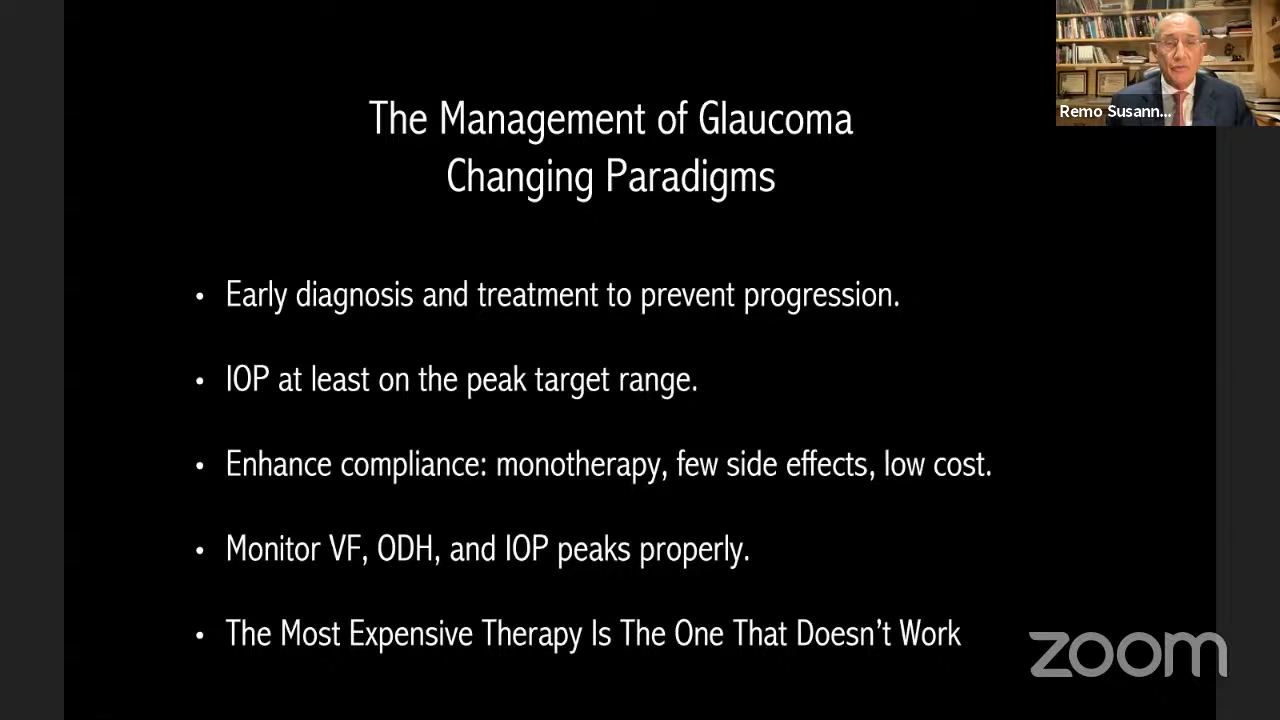 Remo Susann...
The Management of Glaucoma
Changing Paradigms
• Early diagnosis and treatment to prevent progression.
• IOP at least on the peak target range.
• Enhance compliance: monotherapy, few side effects, low cost.
• Monitor VF, ODH, and IOP peaks properly.
• The Most Expensive Therapy Is The One That Doesn’t Work
zoom